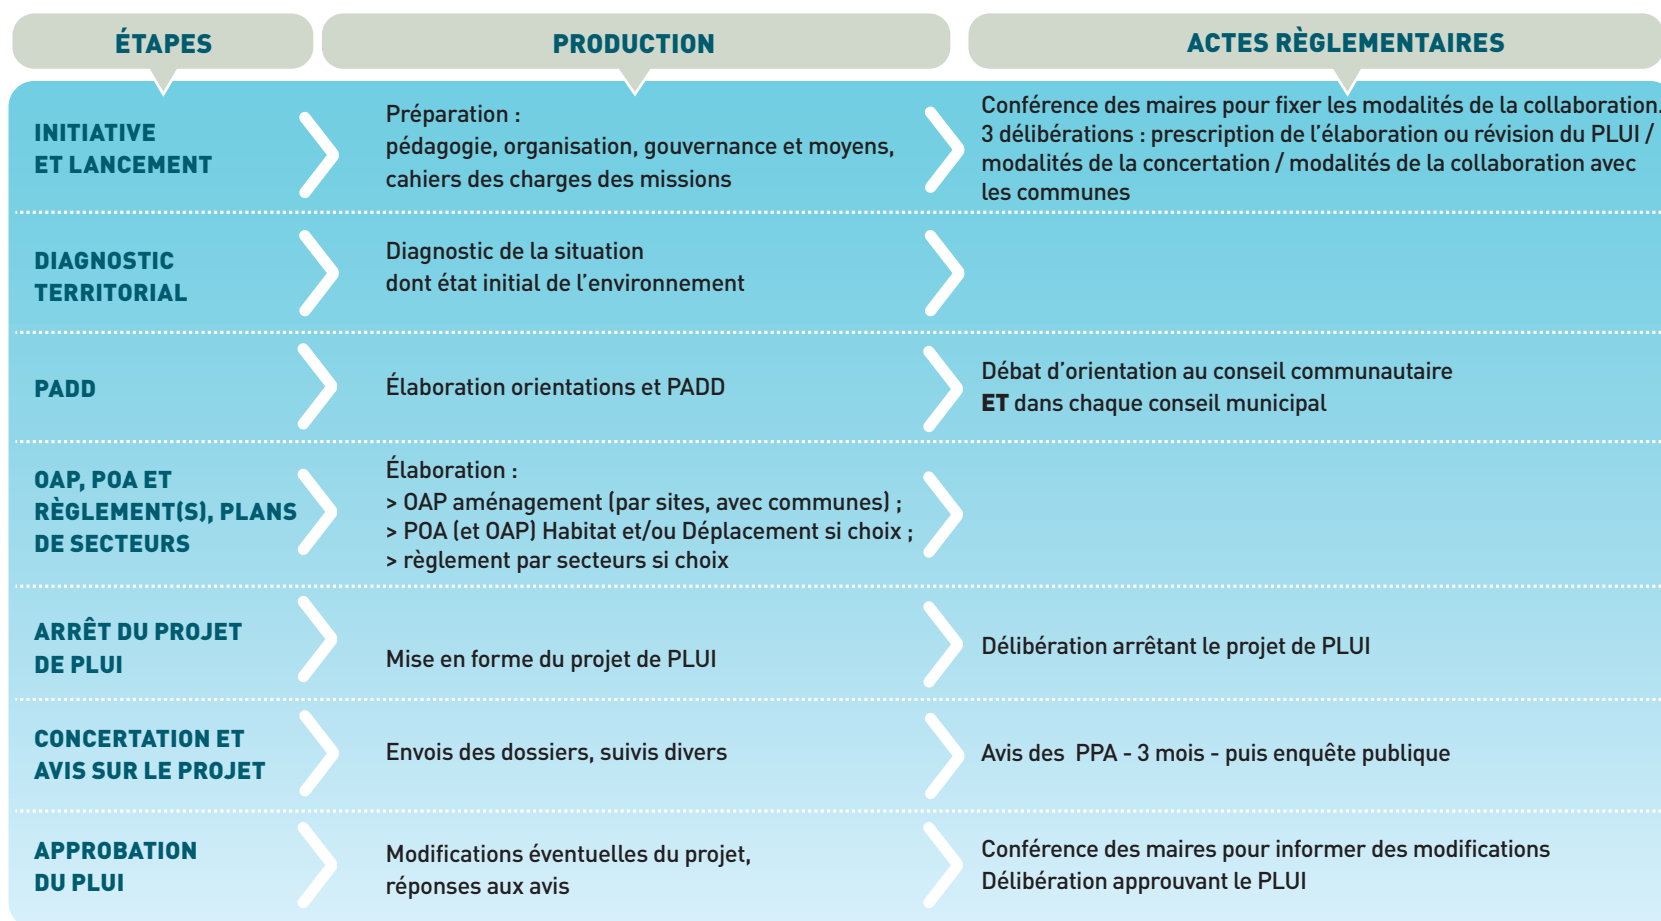 ÉTAPES
PRODUCTION
ACTES RÈGLEMENTAIRES
INITIATIVE
ET LANCEMENT
Préparation :
pédagogie, organisation, gouvernance et moyens,
cahiers des charges des missions
Conférence des maires pour fixer les modalités de la collaboration.
3 délibérations : prescription de l'élaboration ou révision du PLUI /
modalités de la concertation / modalités de la collaboration avec
les communes
DIAGNOSTIC
TERRITORIAL
Diagnostic de la situation
dont état initial de l'environnement
PADD
Élaboration orientations et PADD
Débat d'orientation au conseil communautaire
ET dans chaque conseil municipal
OAP, POA ET
RÈGLEMENT(S), PLANS
DE SECTEURS
Élaboration :
> OAP aménagement (par sites, avec communes) ;
> POA (et OAP) Habitat et/ou Déplacement si choix ;
> règlement par secteurs si choix
ARRÊT DU PROJET
DE PLUI
Mise en forme du projet de PLUI
Délibération arrêtant le projet de PLUI
CONCERTATION ET
AVIS SUR LE PROJET
Envois des dossiers, suivis divers
Avis des  PPA - 3 mois - puis enquête publique
APPROBATION
DU PLUI
Modifications éventuelles du projet,
réponses aux avis
Conférence des maires pour informer des modifications
Délibération approuvant le PLUI